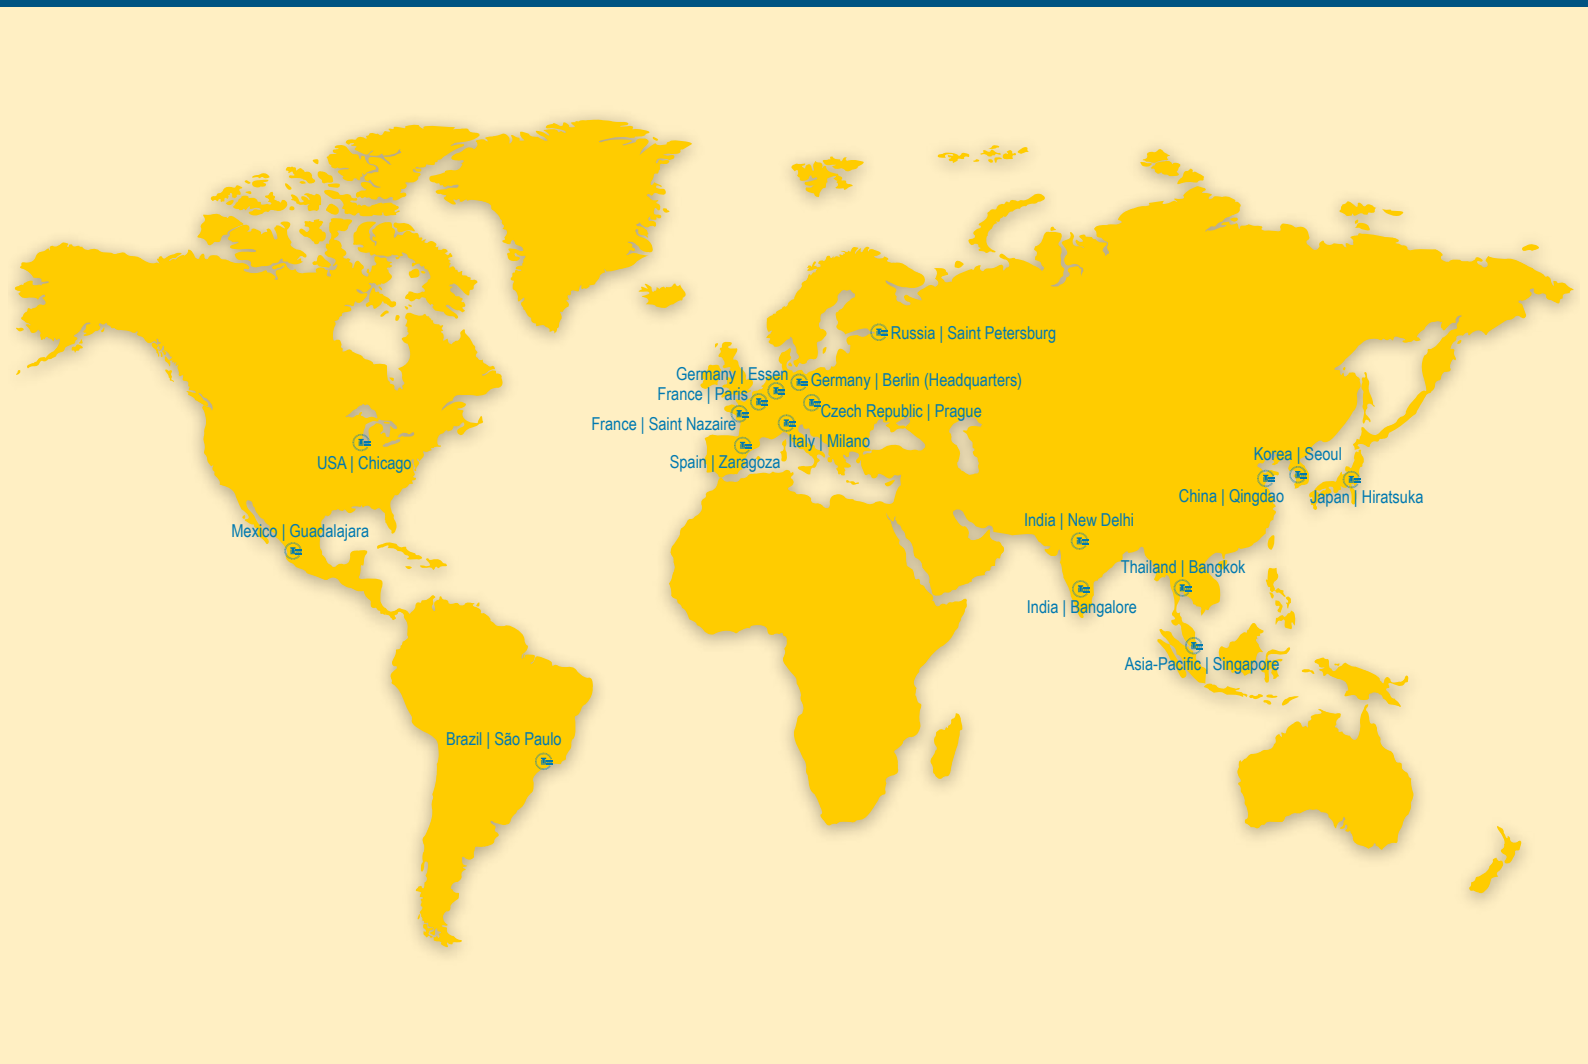 Russia | Saint Petersburg
Germany | Essen
Germany | Berlin (Headquarters)
France | Paris
Czech Republic | Prague
France | Saint Nazaire
Italy | Milano
Spain | Zaragoza
USA | Chicago
Korea | Seoul
China | Qingdao
Japan | Hiratsuka
India | New Delhi
Mexico | Guadalajara
Thailand | Bangkok
India | Bangalore
Asia-Pacific | Singapore
Brazil | São Paulo